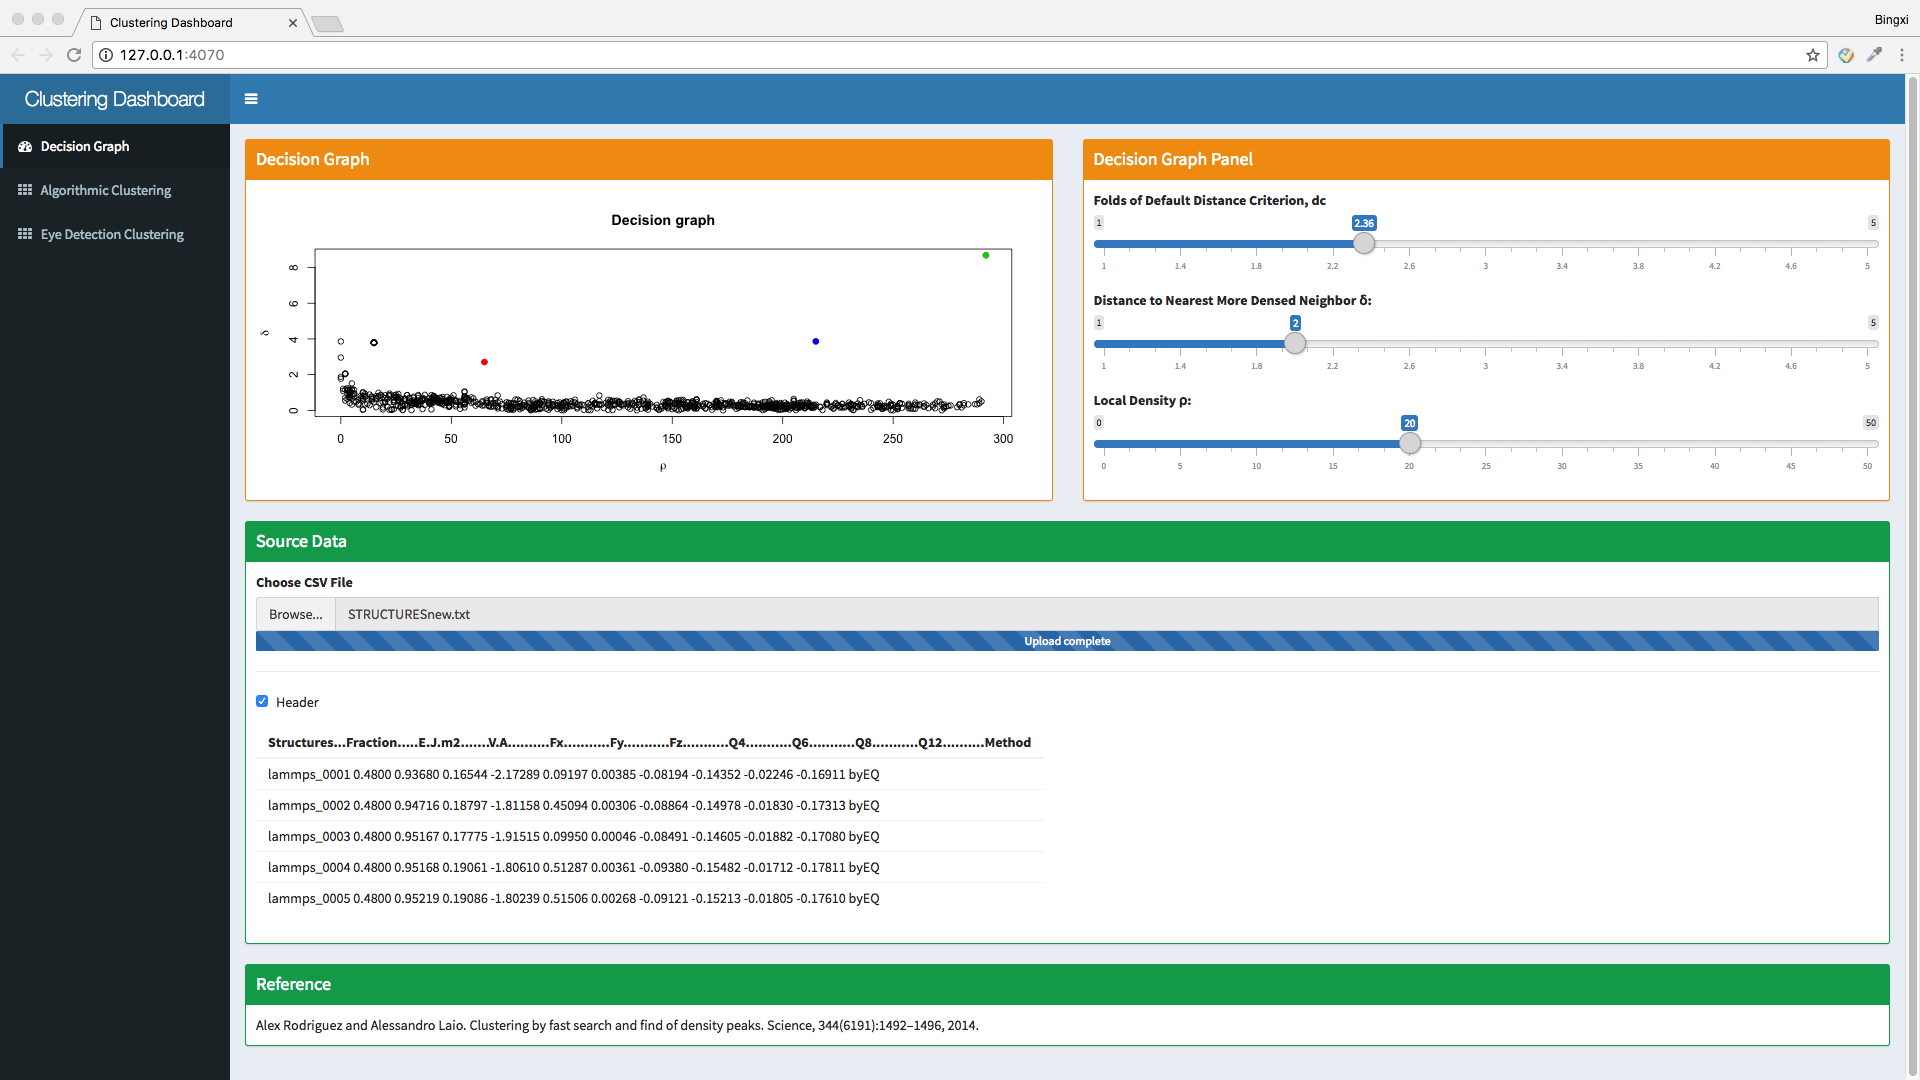 Clustering Dashboard
Bingxi
127.0.0.1:4070
Clustering Dashboard
Decision Graph
Algorithmic Clustering
Eye Detection Clustering
Decision Graph
Decision graph
δ
0 2 4 6 8
0 50 100 150 200 250 300
ρ
Decision Graph Panel
Folds of Default Distance Criterion, dc
1 2.36 5
1 1.4 1.8 2.2 2.6 3 3.4 3.8 4.2 4.6 5
Distance to Nearest More Densed Neighbor δ:
1 2 5
1 1.4 1.8 2.2 2.6 3 3.4 3.8 4.2 4.6 5
Local Density ρ:
0 20 50
0 5 10 15 20 25 30 35 40 45 50
Source Data
Choose CSV File
Browse... STRUCTURESnew.txt
Upload complete
Header
Structures...Fraction.....E.J.m2.......V.A..........Fx...........Fy...........Fz...........Q4...........Q6...........Q8...........Q12..........Method
lammps_0001 0.4800 0.93680 0.16544 -2.17289 0.09197 0.00385 -0.08194 -0.14352 -0.02246 -0.16911 byEQ
lammps_0002 0.4800 0.94716 0.18797 -1.81158 0.45094 0.00306 -0.08864 -0.14978 -0.01830 -0.17313 byEQ
lammps_0003 0.4800 0.95167 0.17775 -1.91515 0.09950 0.00046 -0.08491 -0.14605 -0.01882 -0.17080 byEQ
lammps_0004 0.4800 0.95168 0.19061 -1.80610 0.51287 0.00361 -0.09380 -0.15482 -0.01712 -0.17811 byEQ
lammps_0005 0.4800 0.95219 0.19086 -1.80239 0.51506 0.00268 -0.09121 -0.15213 -0.01805 -0.17610 byEQ
Reference
Alex Rodriguez and Alessandro Laio. Clustering by fast search and find of density peaks. Science, 344(6191):1492–1496, 2014.